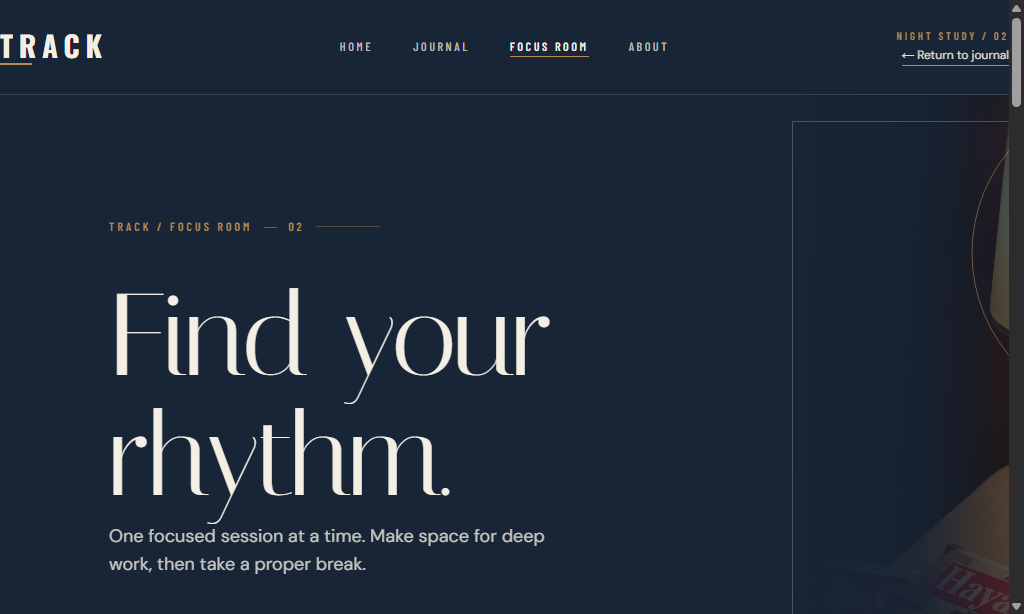 TRACK
HOME
JOURNAL
FOCUS ROOM
ABOUT
NIGHT STUDY / 02
← Return to journal
TRACK / FOCUS ROOM — 02
Find your
rhythm.
One focused session at a time. Make space for deep
work, then take a proper break.
Haya